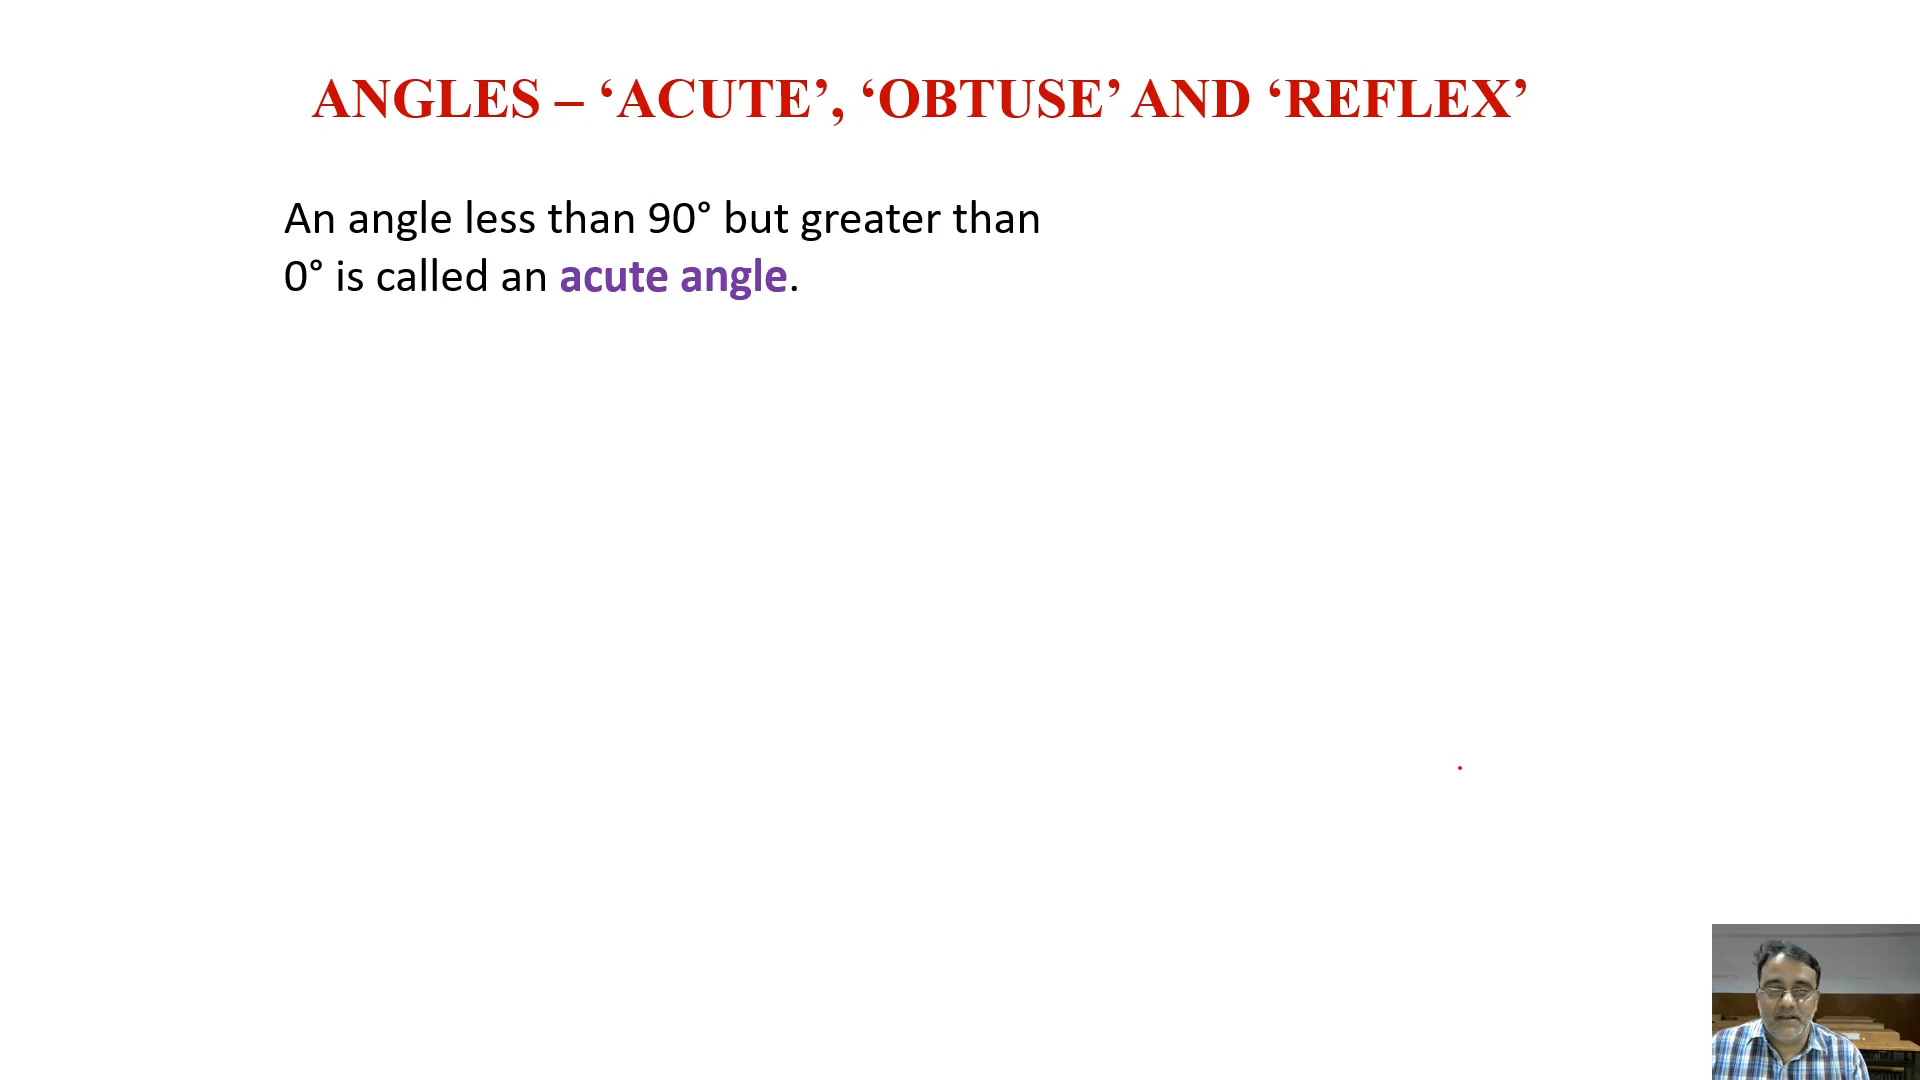 ANGLES – ‘ACUTE’, ‘OBTUSE’ AND ‘REFLEX’
An angle less than 90° but greater than
0° is called an acute angle.